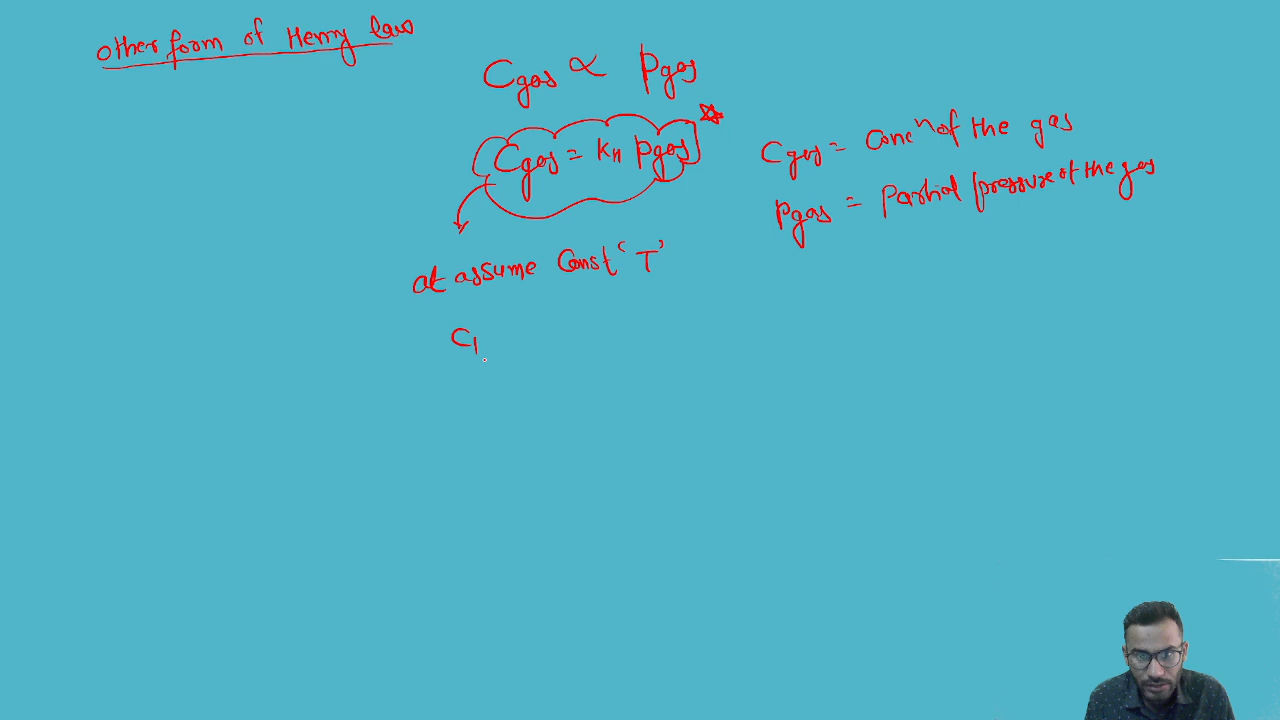 other form of Henry law
Cgas ∝ pgas
Cgas = KH pgas
Cgas = concn of the gas
pgas = partial pressure of the gas
at assume const 'T'
C1